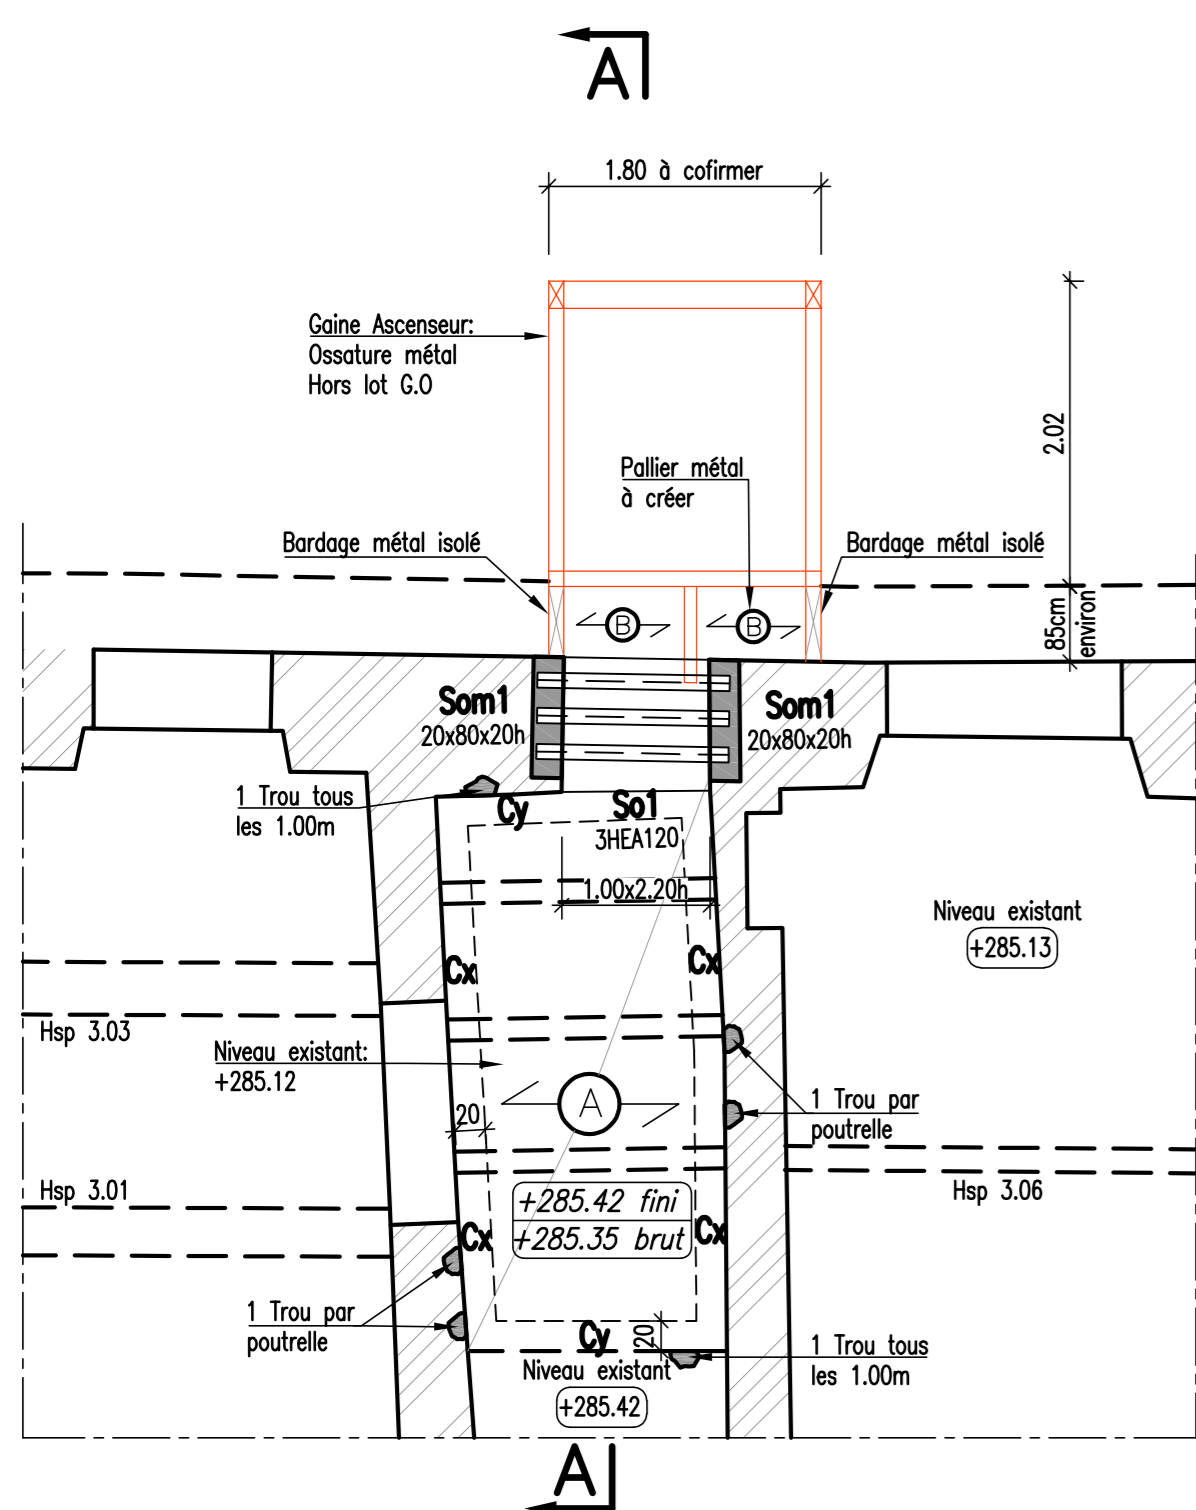 A
1.80 à cofirmer
Gaine Ascenseur:
Ossature métal
Hors lot G.O
2.02
Pallier métal
à créer
Bardage métal isolé
Bardage métal isolé
B
B
85cm
environ
Som1
20x80x20h
Som1
20x80x20h
1 Trou tous
les 1.00m
Cy
So1
3HEA120
1.00x2.20h
Niveau existant
+285.13
Cx
Cx
Hsp 3.03
Niveau existant:
+285.12
A
20
1 Trou par
poutrelle
Hsp 3.01
Hsp 3.06
+285.42 fini
+285.35 brut
Cx
Cx
1 Trou par
poutrelle
Cy
20
1 Trou tous
les 1.00m
Niveau existant
+285.42
A